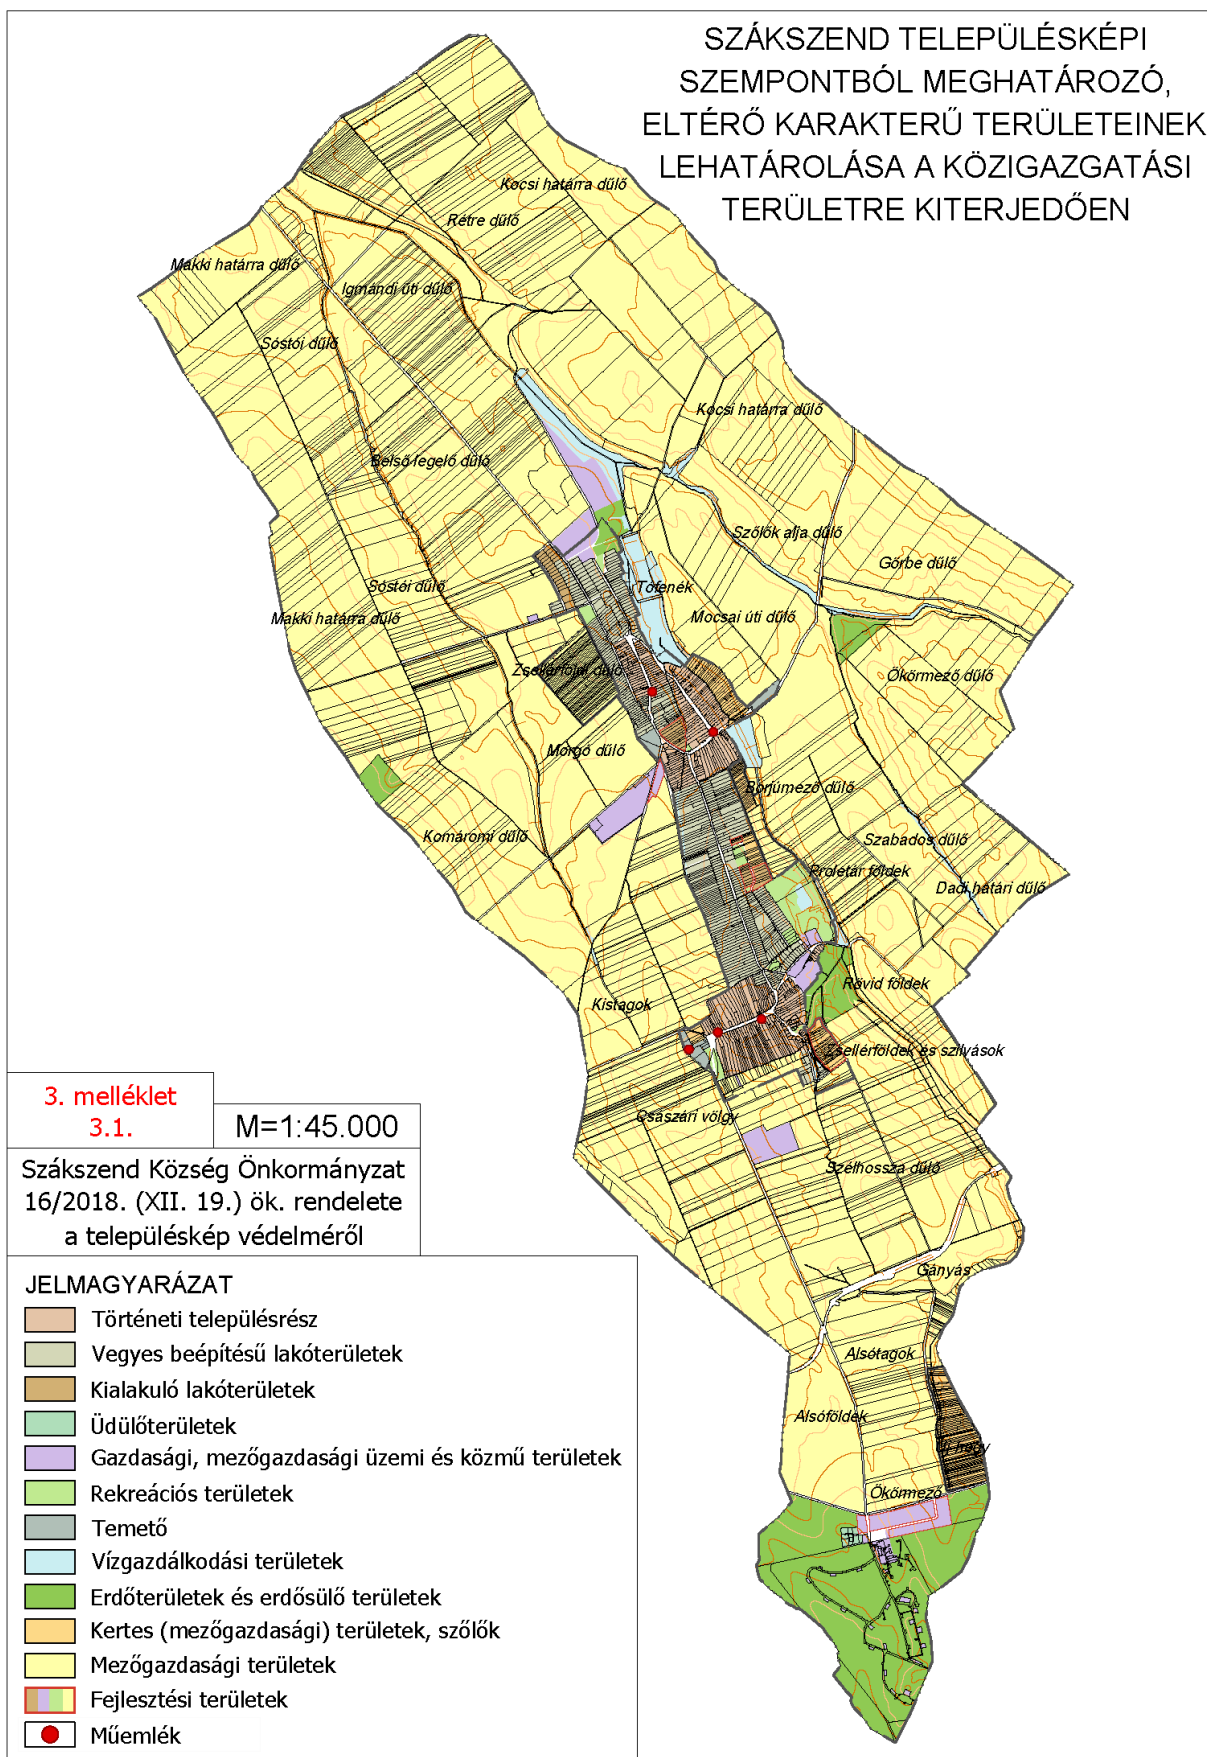 SZÁKSZEND TELEPÜLÉSKÉPI
SZEMPONTBÓL MEGHATÁROZÓ,
ELTÉRŐ KARAKTERŰ TERÜLETEINEK
LEHATÁROLÁSA A KÖZIGAZGATÁSI
TERÜLETRE KITERJEDŐEN
Kocsi határra dűlő
Rétre dűlő
Makki határra dűlő
Igmándi úti dűlő
Sóstói dűlő
Kocsi határra dűlő
Belső legelő dűlő
Szőlők alja dűlő
Görbe dűlő
Sóstói dűlő
Tófenék
Makki határra dűlő
Mocsai úti dűlő
Zsellérföldi dűlő
Ökörmező dűlő
Morgó dűlő
Borjúmező dűlő
Komáromi dűlő
Szabados dűlő
Proletár földek
Dadi határi dűlő
Rövid földek
Kistagok
Zsellérföldek és szilvások
Császári völgy
Szélhossza dűlő
Gányás
Alsótagok
Alsóföldek
Új hegy
Ökörmező
3. melléklet
3.1.
M=1:45.000
Szákszend Község Önkormányzat
16/2018. (XII. 19.) ök. rendelete
a településkép védelméről
JELMAGYARÁZAT
Történeti településrész
Vegyes beépítésű lakóterületek
Kialakuló lakóterületek
Üdülőterületek
Gazdasági, mezőgazdasági üzemi és közmű területek
Rekreációs területek
Temető
Vízgazdálkodási területek
Erdőterületek és erdősülő területek
Kertes (mezőgazdasági) területek, szőlők
Mezőgazdasági területek
Fejlesztési területek
Műemlék